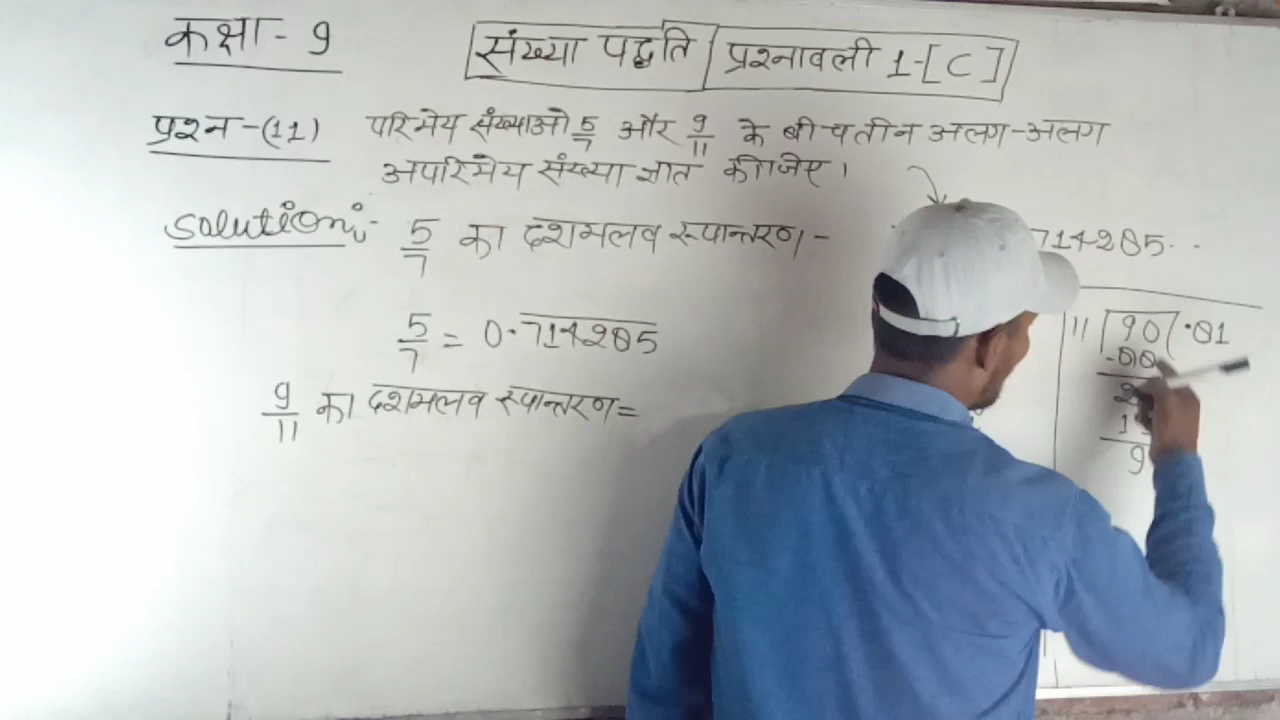 कक्षा - 9
संख्या पद्धति प्रश्नावली 1-[C]
प्रश्न-(11) परिमेय संख्याओ 5/7 और 9/11 के बीच तीन अलग-अलग
अपरिमेय संख्या ज्ञात कीजिए।
Solution:- 5/7 का दशमलव रूपान्तरण - 714285..
5/7 = 0.714285
9/11 का दशमलव रूपान्तरण =
11 90 .81
-88
9